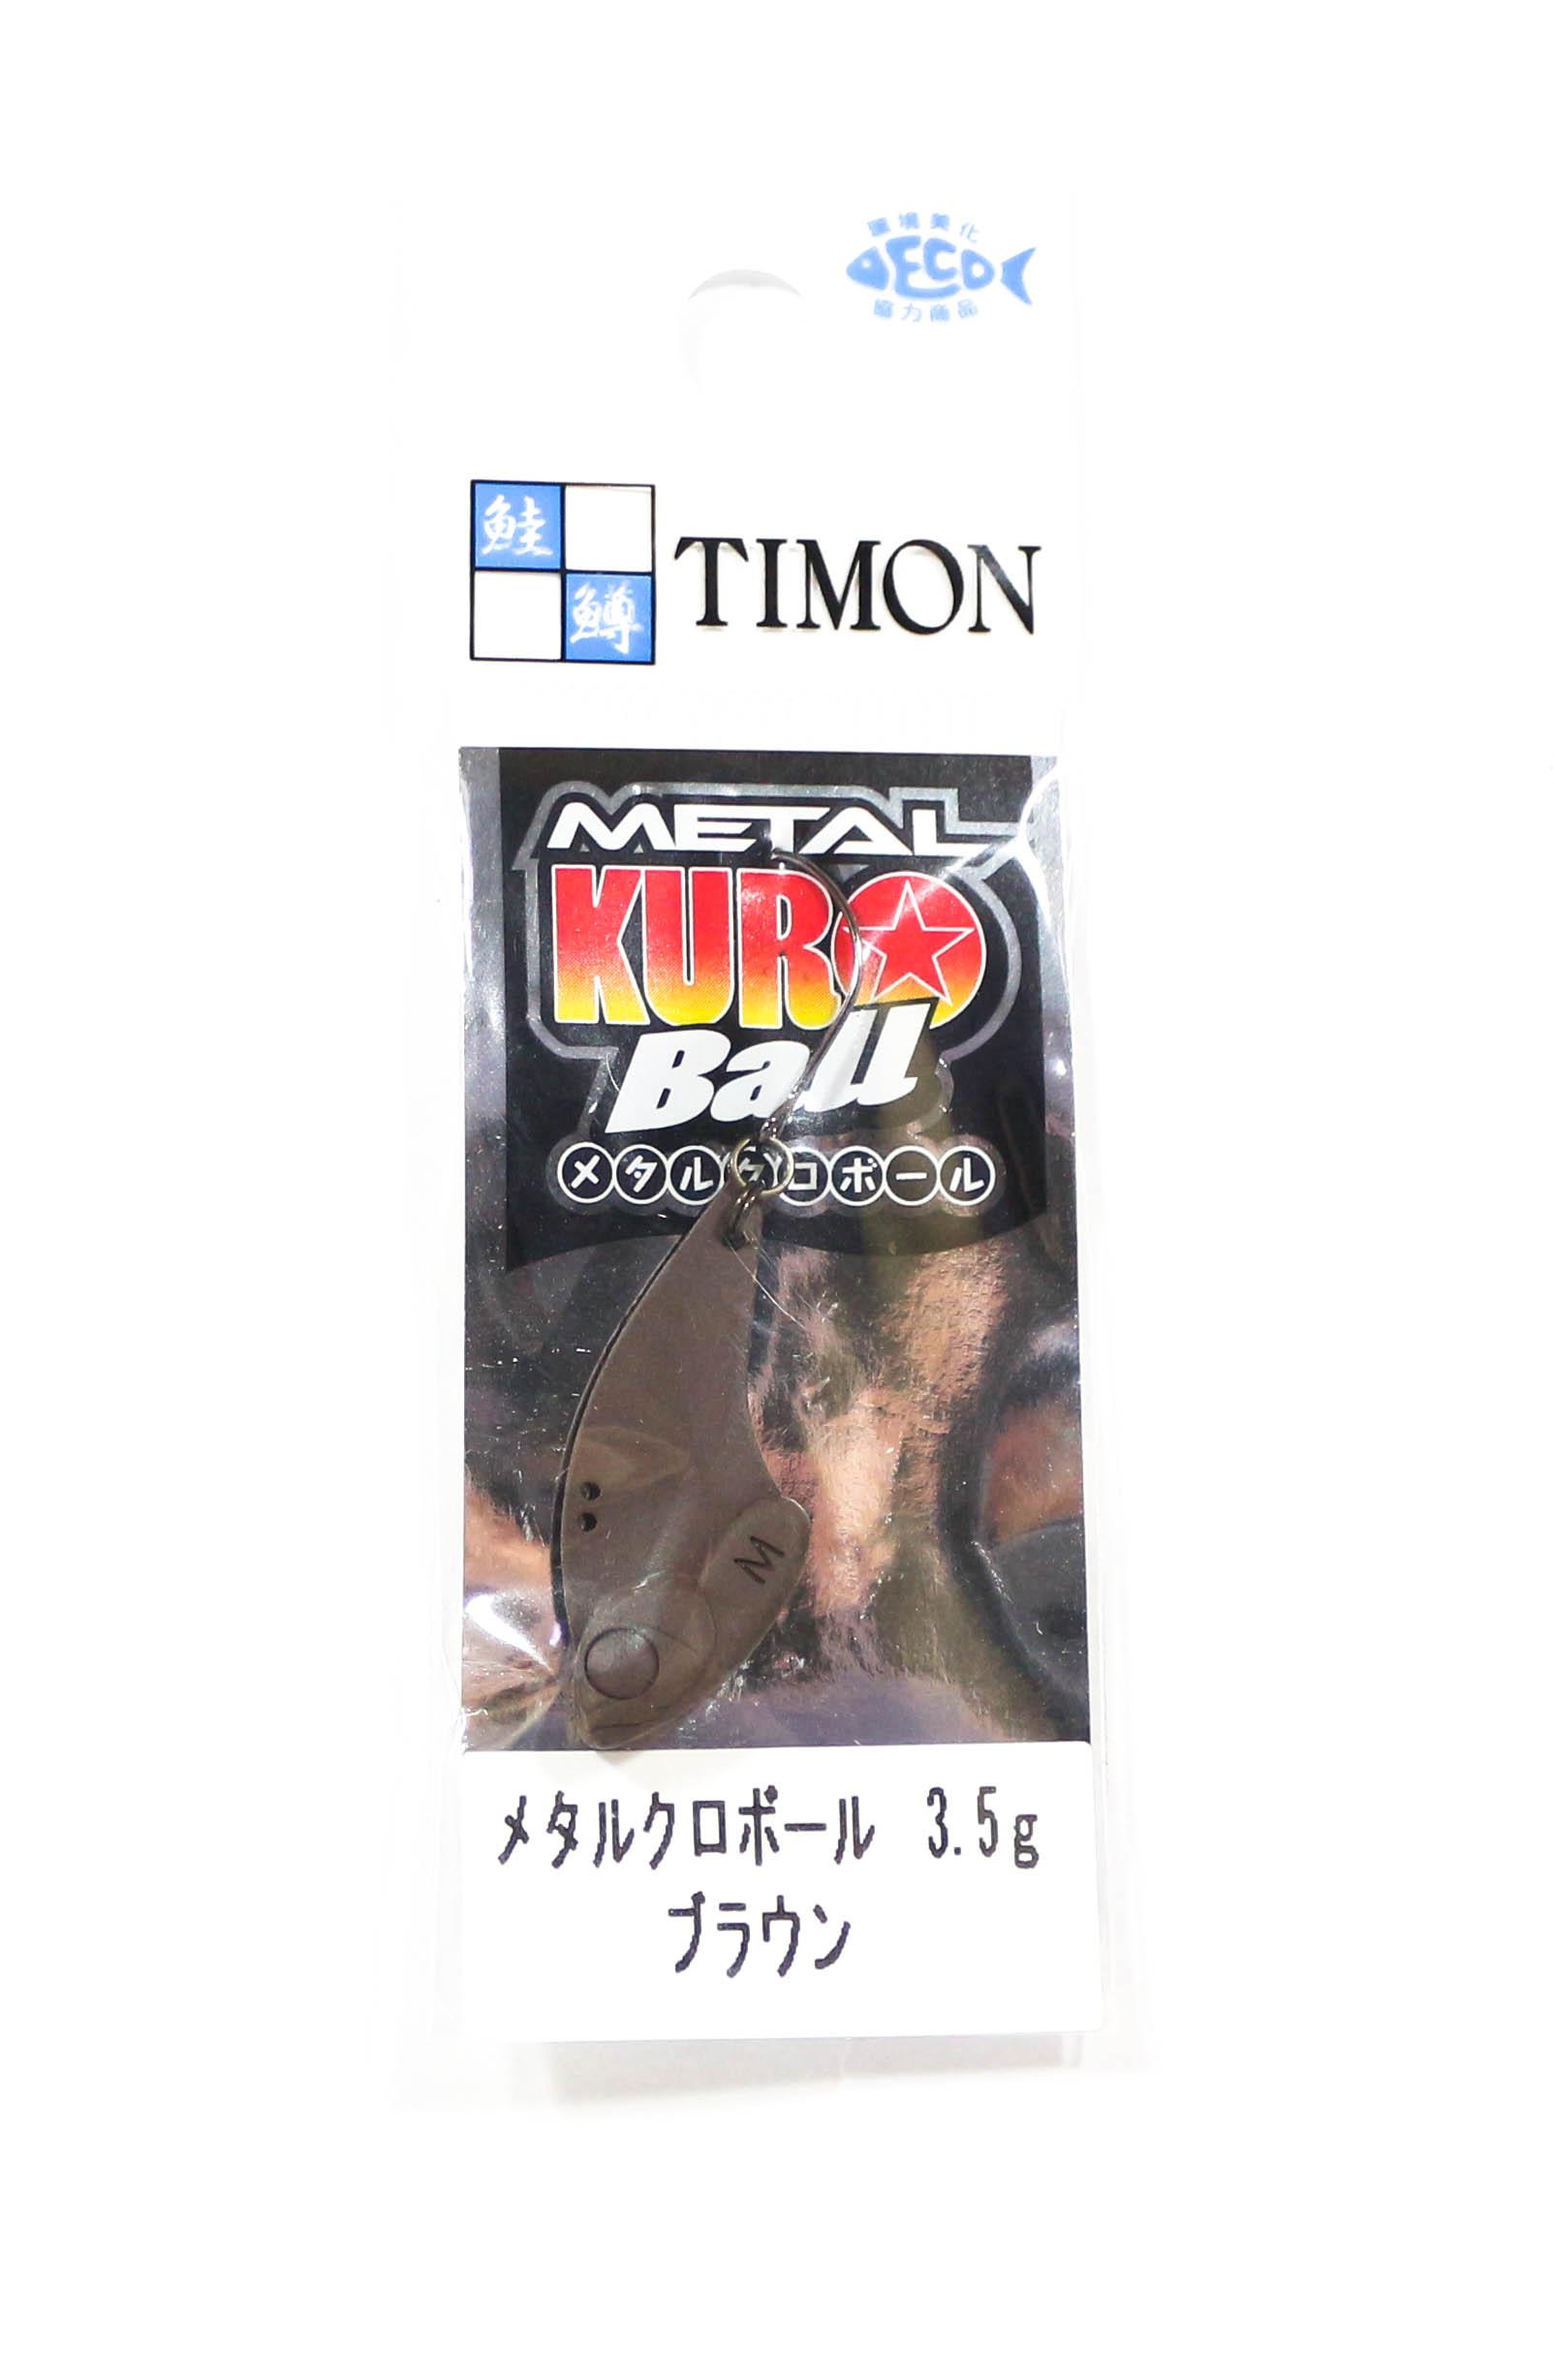 環境美化
ECO
協力商品
鮭
鱒
TIMON
METAL
KURO
Ball
メタルクロボール
M
メタルクロボール 3.5g
ブラウン